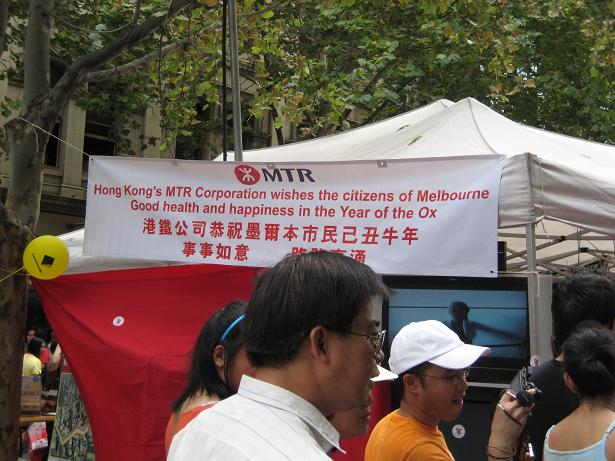 MTR
Hong Kong's MTR Corporation wishes the citizens of Melbourne
Good health and happiness in the Year of the Ox
港鐵公司恭祝墨爾本市民己丑牛年
事事如意 通